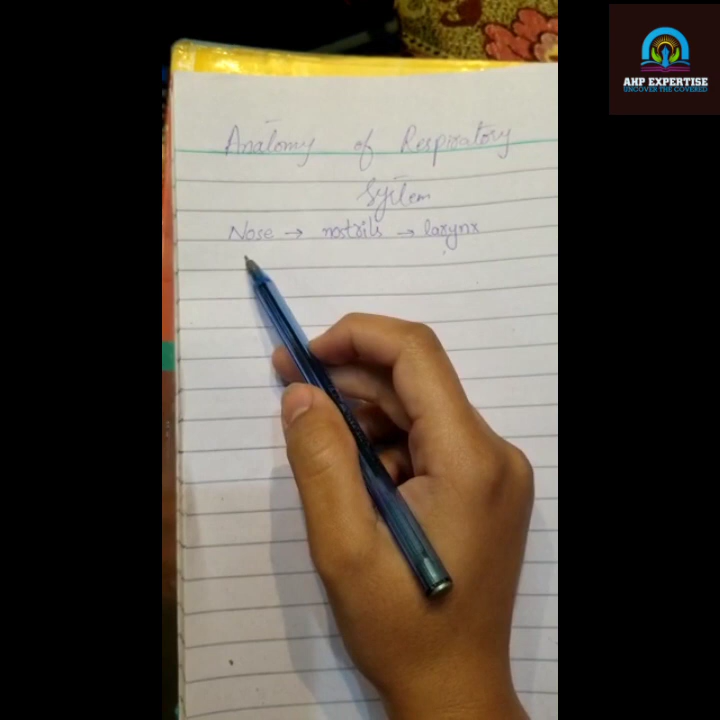 AHP EXPERTISE
UNCOVER THE COVERED
Anatomy of Respiratory
System
Nose → nostrils → larynx